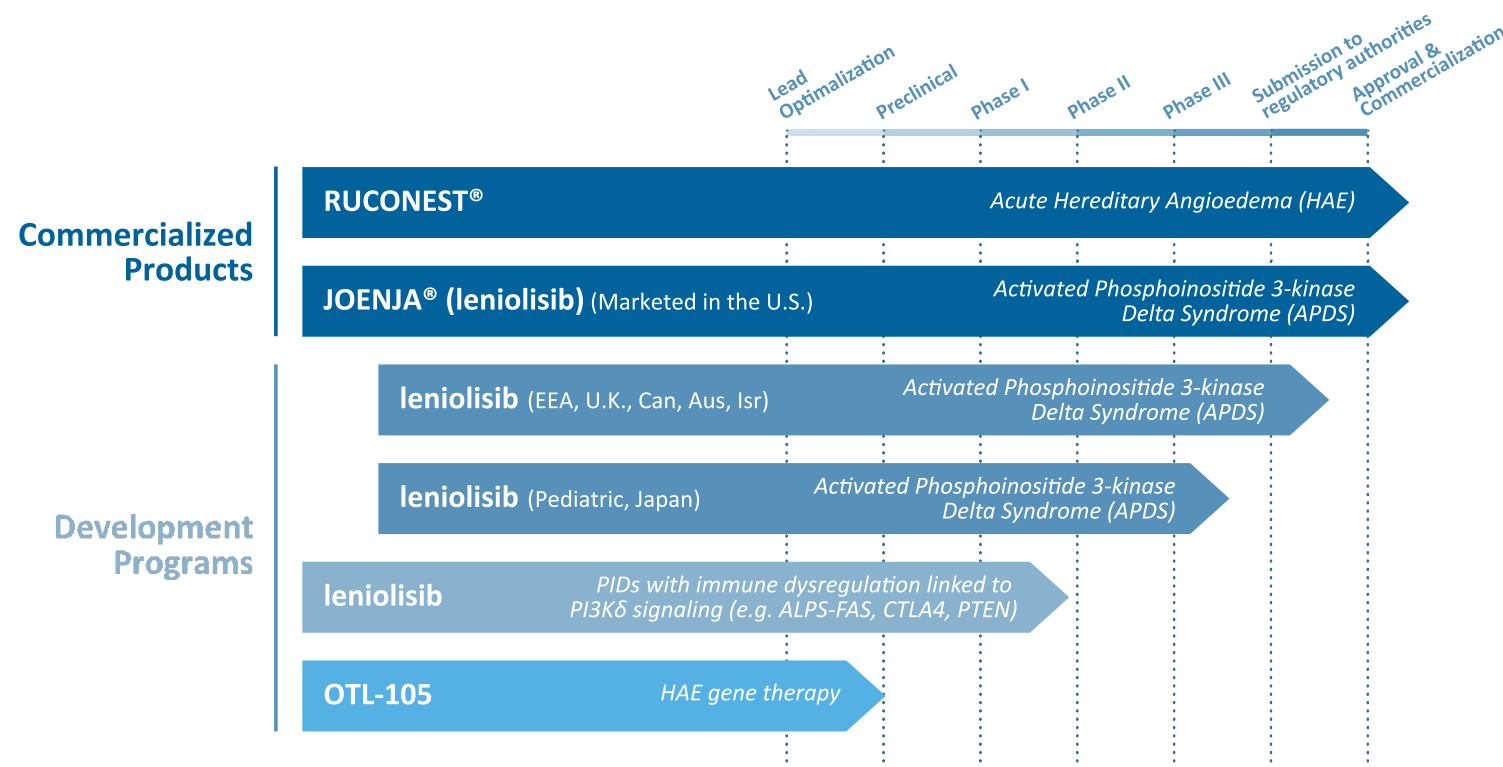 Lead
Optimalization
Preclinical
Phase I
Phase II
Phase III
Submission to
regulatory authorities
Approval &
Commercialization
Commercialized
Products
RUCONEST®
Acute Hereditary Angioedema (HAE)
JOENJA® (leniolisib) (Marketed in the U.S.)
Activated Phosphoinositide 3-kinase
Delta Syndrome (APDS)
Development
Programs
leniolisib (EEA, U.K., Can, Aus, Isr)
Activated Phosphoinositide 3-kinase
Delta Syndrome (APDS)
leniolisib (Pediatric, Japan)
Activated Phosphoinositide 3-kinase
Delta Syndrome (APDS)
leniolisib
PIDs with immune dysregulation linked to
PI3Kδ signaling (e.g. ALPS-FAS, CTLA4, PTEN)
OTL-105
HAE gene therapy